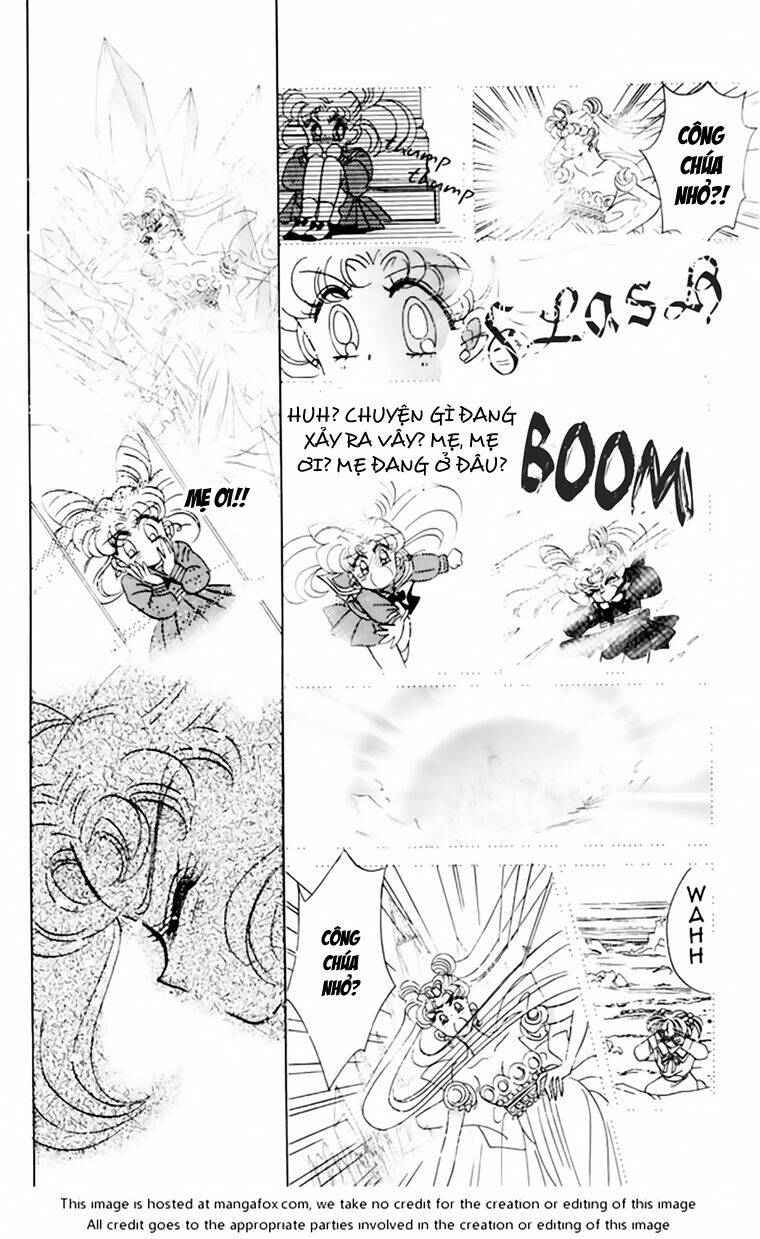 CÔNG
CHÚA
NHỎ?!
thump
thump
FLASH
HUH? CHUYỆN GÌ ĐANG
XẢY RA VÂY? MẸ, MẸ
ƠI? MẸ ĐANG Ở ĐÂU?
BOOM
WAHH
CÔNG
CHÚA
NHỎ?
MẸ ƠI!!
This image is hosted at mangafox.com, we take no credit for the creation or editing of this image
All credit goes to the appropriate parties involved in the creation or editing of this image